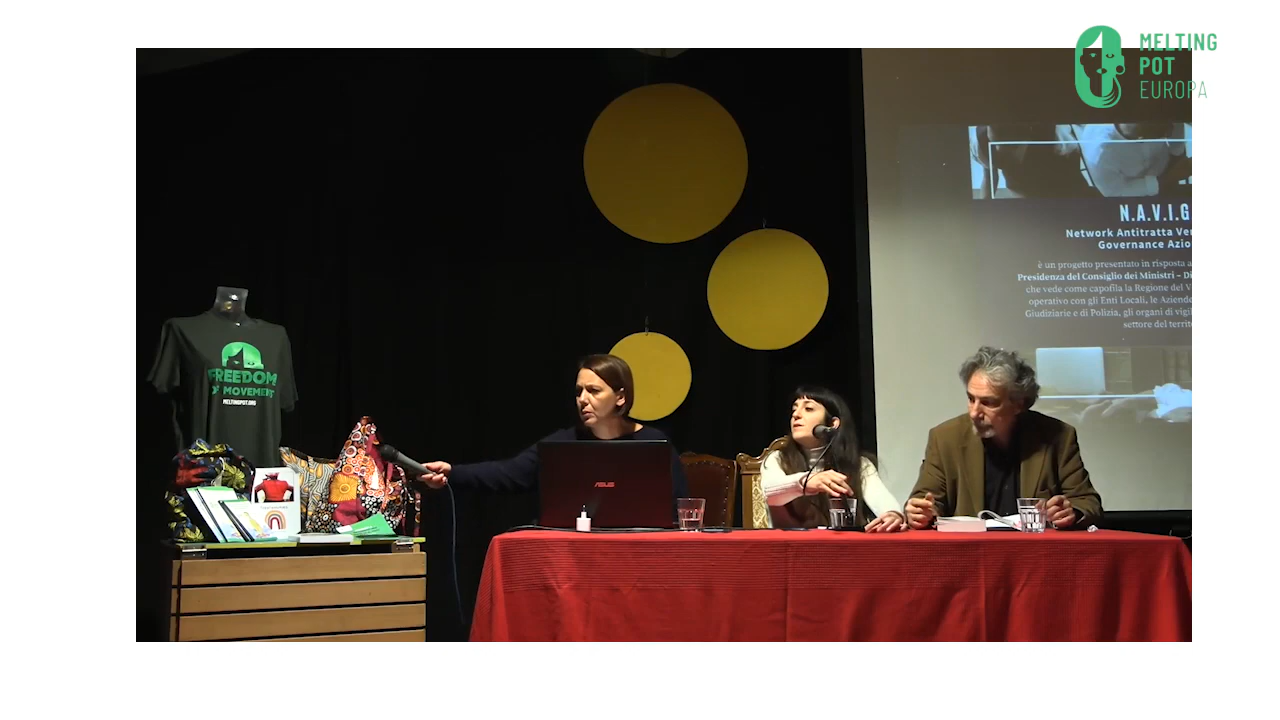 MELTING
POT
EUROPA
N.A.V.I.G
Network Antitratta Ve
Governance Azio
è un progetto presentato in risposta a
Presidenza del Consiglio dei Ministri – Di
che vede come capofila la Regione del V
operativo con gli Enti Locali, le Aziende
Giudiziarie e di Polizia, gli organi di vigil
settore del territo
FREEDOM
OF MOVEMENT
MELTINGPOT.ORG
ASUS